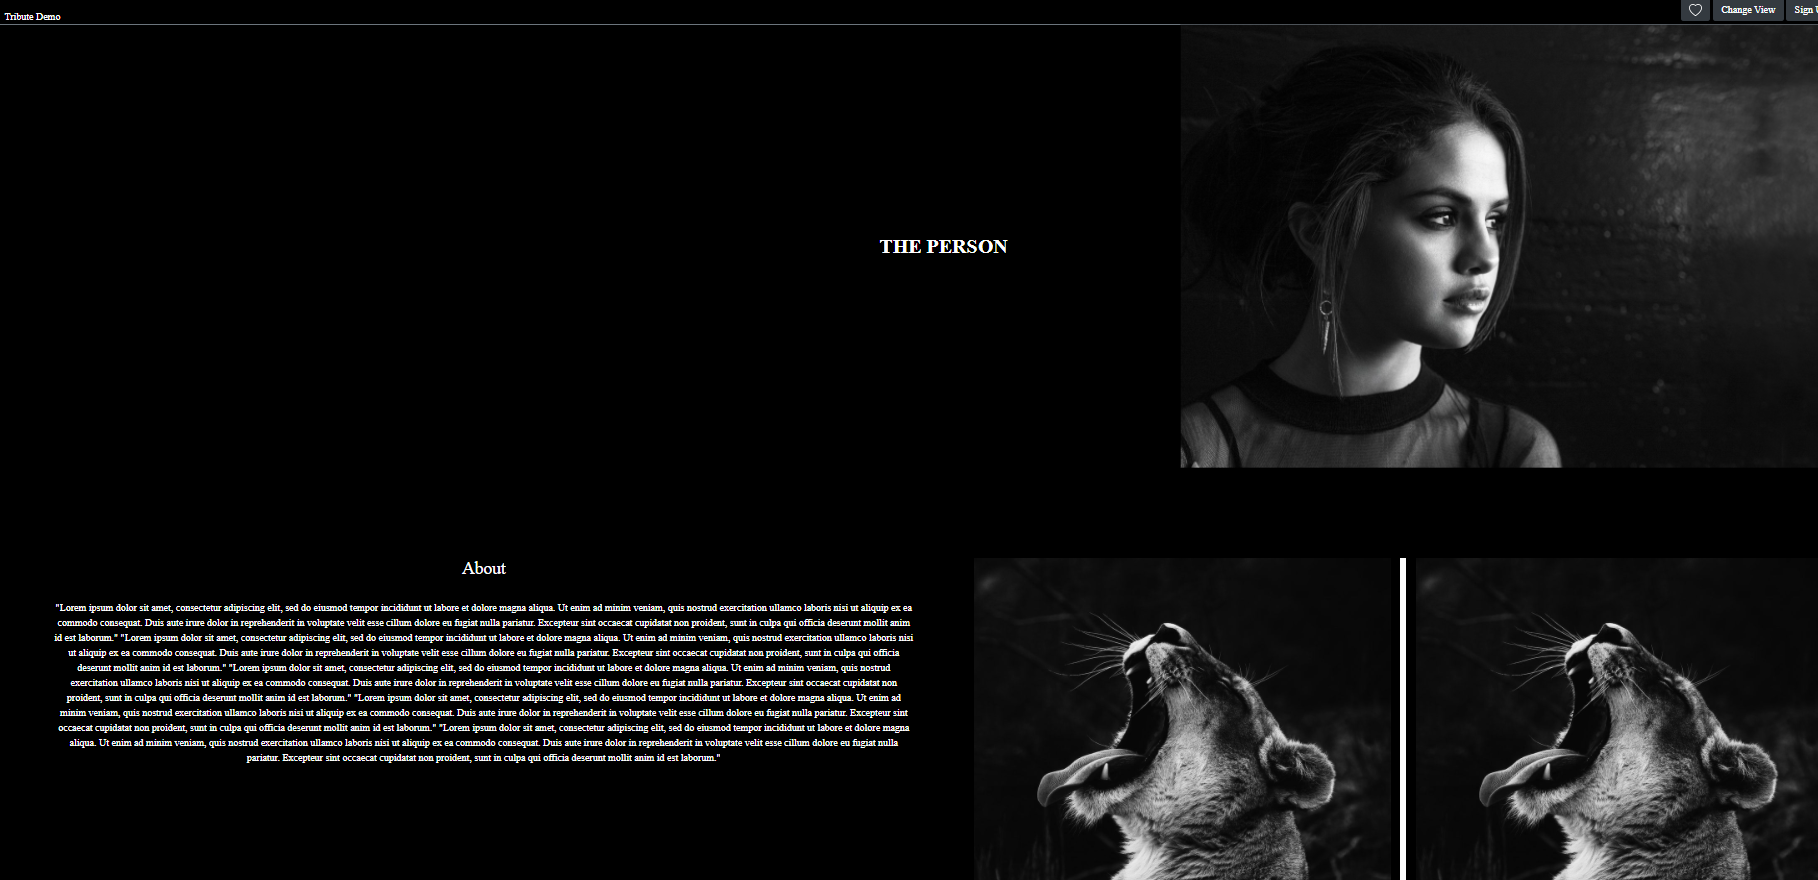 Tribute Demo
Change View
Sign
THE PERSON
About
"Lorem ipsum dolor sit amet, consectetur adipiscing elit, sed do eiusmod tempor incididunt ut labore et dolore magna aliqua. Ut enim ad minim veniam, quis nostrud exercitation ullamco laboris nisi ut aliquip ex ea
commodo consequat. Duis aute irure dolor in reprehenderit in voluptate velit esse cillum dolore eu fugiat nulla pariatur. Excepteur sint occaecat cupidatat non proident, sunt in culpa qui officia deserunt mollit anim
id est laborum." "Lorem ipsum dolor sit amet, consectetur adipiscing elit, sed do eiusmod tempor incididunt ut labore et dolore magna aliqua. Ut enim ad minim veniam, quis nostrud exercitation ullamco laboris nisi
ut aliquip ex ea commodo consequat. Duis aute irure dolor in reprehenderit in voluptate velit esse cillum dolore eu fugiat nulla pariatur. Excepteur sint occaecat cupidatat non proident, sunt in culpa qui officia
deserunt mollit anim id est laborum." "Lorem ipsum dolor sit amet, consectetur adipiscing elit, sed do eiusmod tempor incididunt ut labore et dolore magna aliqua. Ut enim ad minim veniam, quis nostrud
exercitation ullamco laboris nisi ut aliquip ex ea commodo consequat. Duis aute irure dolor in reprehenderit in voluptate velit esse cillum dolore eu fugiat nulla pariatur. Excepteur sint occaecat cupidatat non
proident, sunt in culpa qui officia deserunt mollit anim id est laborum." "Lorem ipsum dolor sit amet, consectetur adipiscing elit, sed do eiusmod tempor incididunt ut labore et dolore magna aliqua. Ut enim ad
minim veniam, quis nostrud exercitation ullamco laboris nisi ut aliquip ex ea commodo consequat. Duis aute irure dolor in reprehenderit in voluptate velit esse cillum dolore eu fugiat nulla pariatur. Excepteur sint
occaecat cupidatat non proident, sunt in culpa qui officia deserunt mollit anim id est laborum." "Lorem ipsum dolor sit amet, consectetur adipiscing elit, sed do eiusmod tempor incididunt ut labore et dolore magna
aliqua. Ut enim ad minim veniam, quis nostrud exercitation ullamco laboris nisi ut aliquip ex ea commodo consequat. Duis aute irure dolor in reprehenderit in voluptate velit esse cillum dolore eu fugiat nulla
pariatur. Excepteur sint occaecat cupidatat non proident, sunt in culpa qui officia deserunt mollit anim id est laborum."